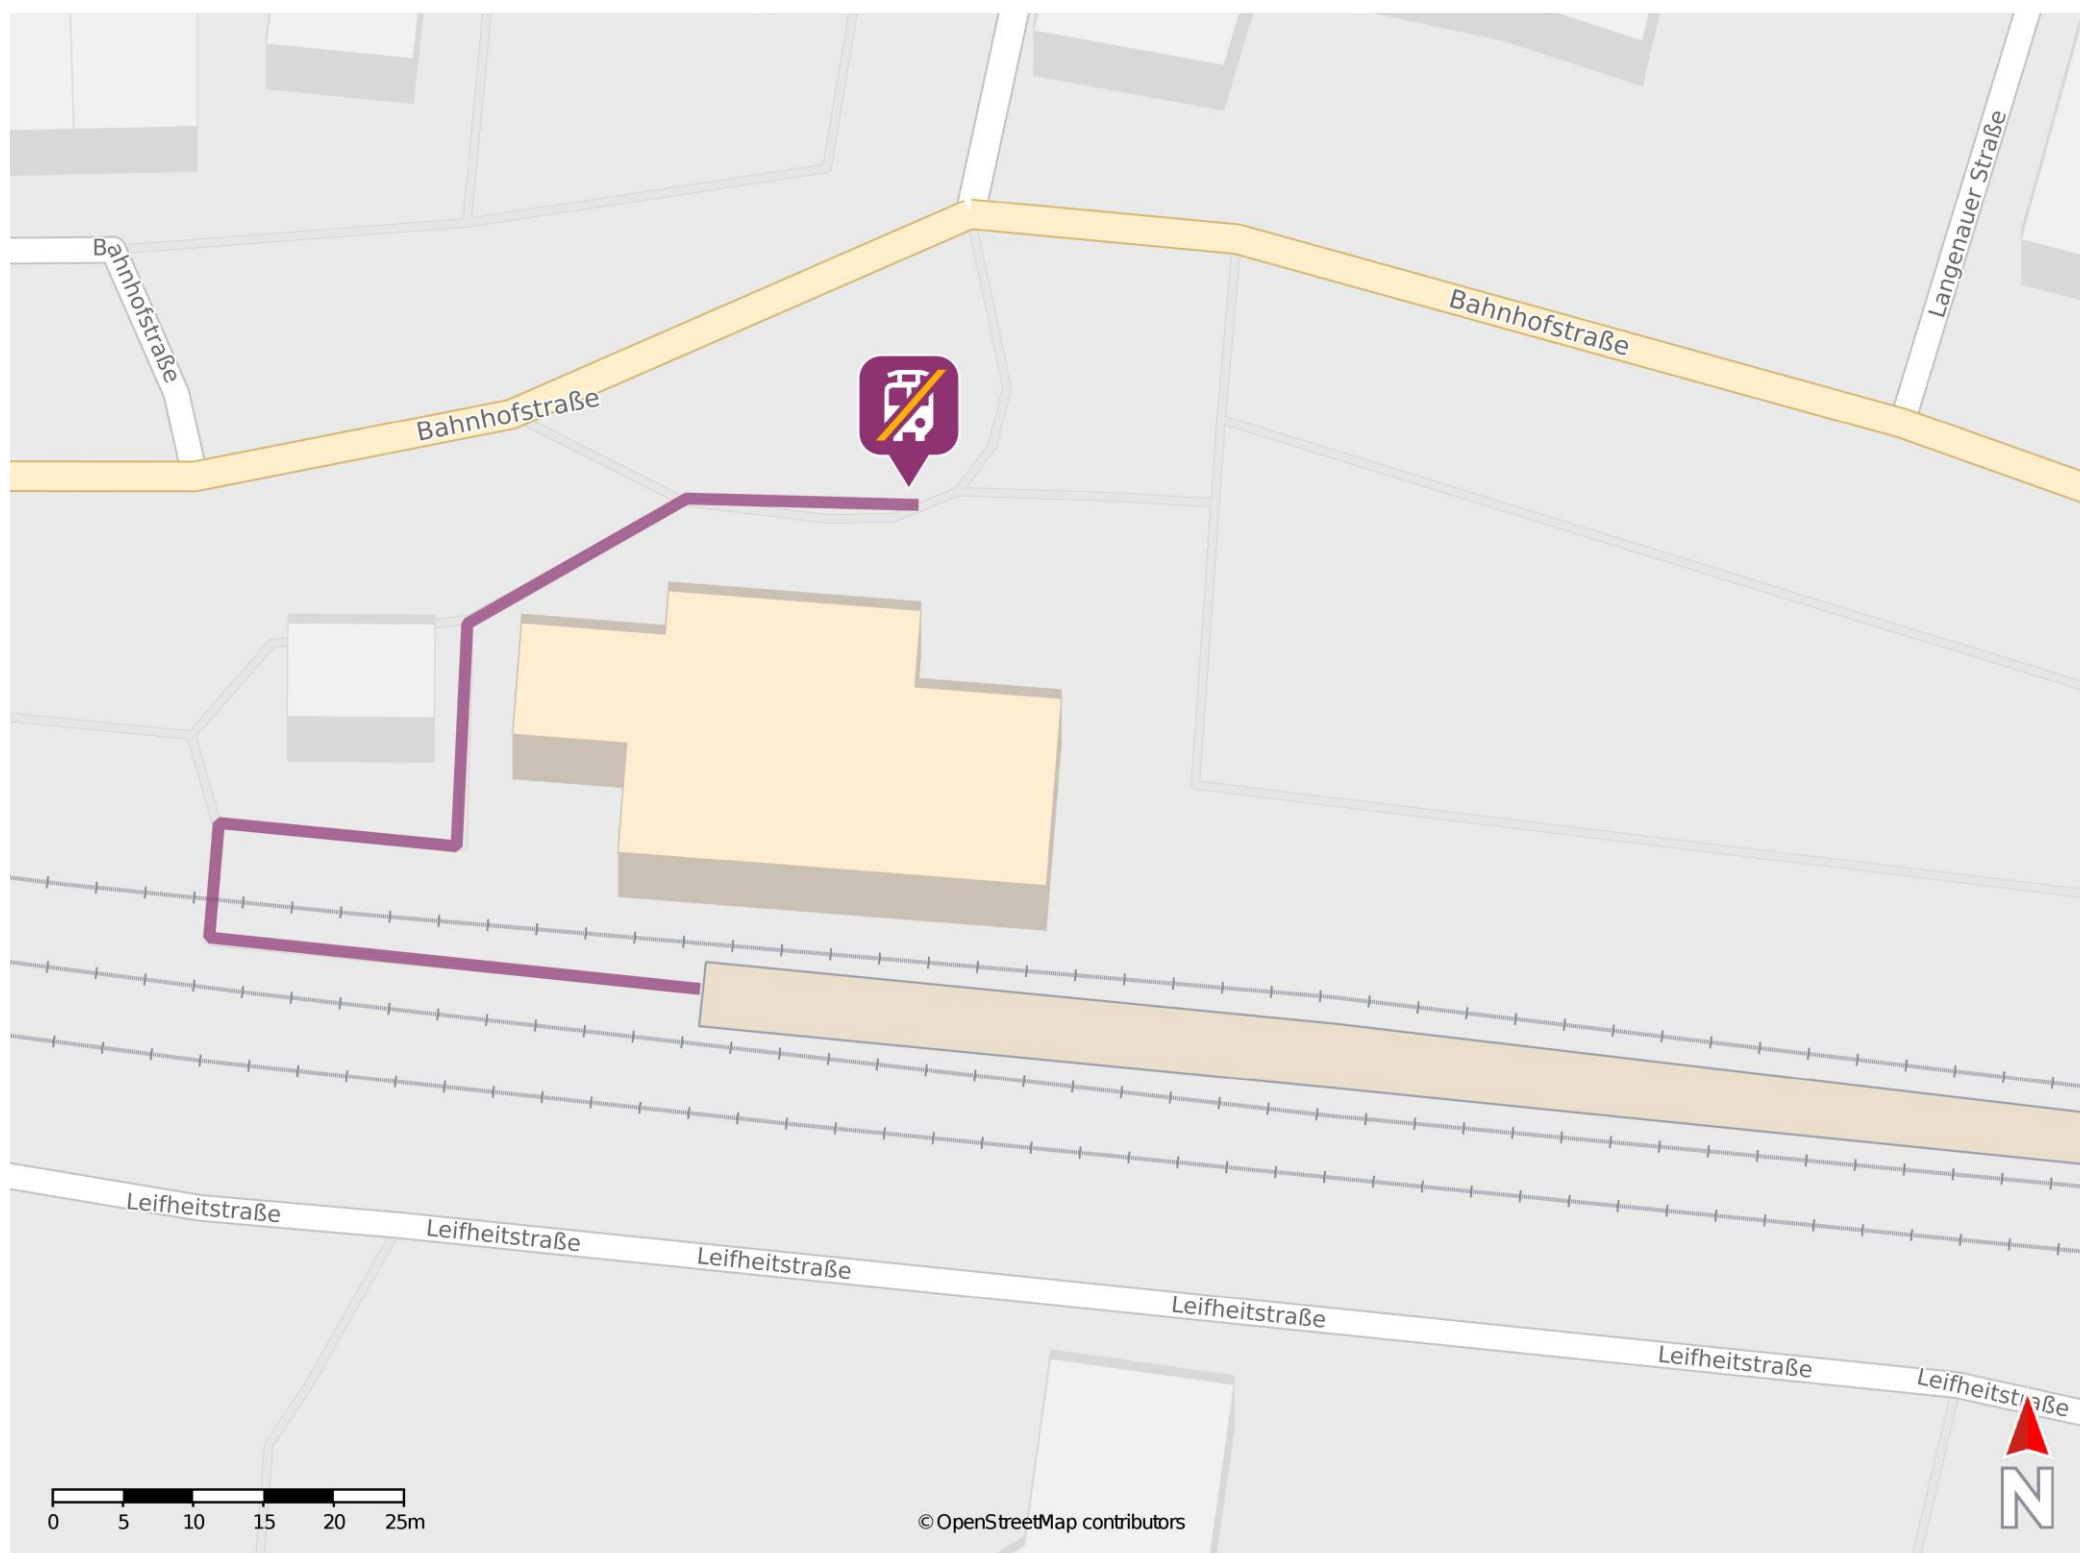 Langenauer Straße
Bahnhofstraße
Bahnhofstraße
Bahnhofstraße
Leifheitstraße
Leifheitstraße
Leifheitstraße
Leifheitstraße
Leifheitstraße
Leifheitstraße
N
0 5 10 15 20 25m
© OpenStreetMap contributors